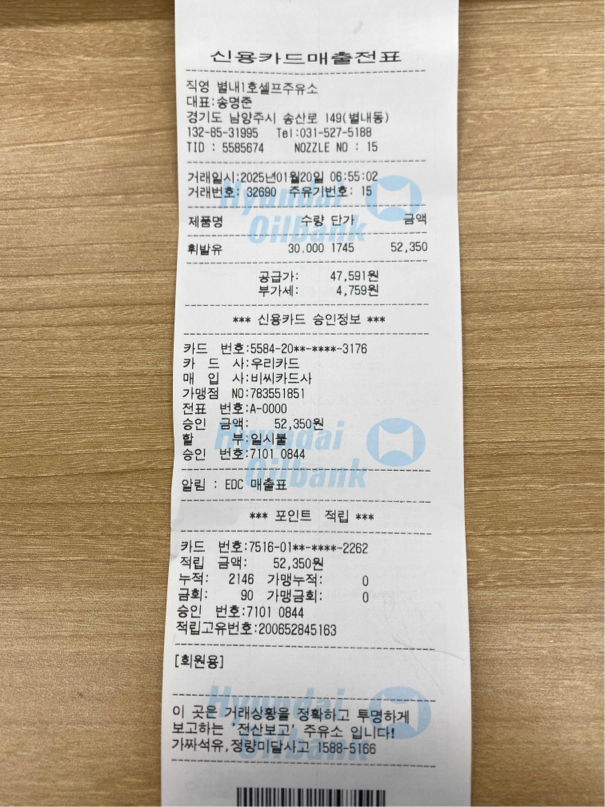 신용카드매출전표
직영 별내1호셀프주유소
대표:송명준
경기도 남양주시 송산로 149(별내동)
132-85-31995 Tel:031-527-5188
TID : 5585674 NOZZLE NO : 15
거래일시:2025년01월20일 06:55:02
거래번호: 32690 주유기번호: 15
제품명 수량 단가 금액
휘발유 30.000 1745 52,350
공급가: 47,591원
부가세: 4,759원
*** 신용카드 승인정보 ***
카드 번호:5584-20**-****-3176
카 드 사:우리카드
매 입 사:비씨카드사
가맹점 NO:783551851
전표 번호:A-0000
승인 금액: 52,350원
할 부:일시불
승인 번호:7101 0844
알림 : EDC 매출표
*** 포인트 적립 ***
카드 번호:7516-01**-****-2262
적립 금액: 52,350원
누적: 2146 가맹누적: 0
금회: 90 가맹금회: 0
승인 번호:7101 0844
적립고유번호:200652845163
[회원용]
이 곳은 거래상황을 정확하고 투명하게
보고하는 '전산보고' 주유소 입니다!
가짜석유,정량미달사고 1588-5166
Hyundai
Oilbank
Hyundai
Oilbank
Hyundai
Oilbank